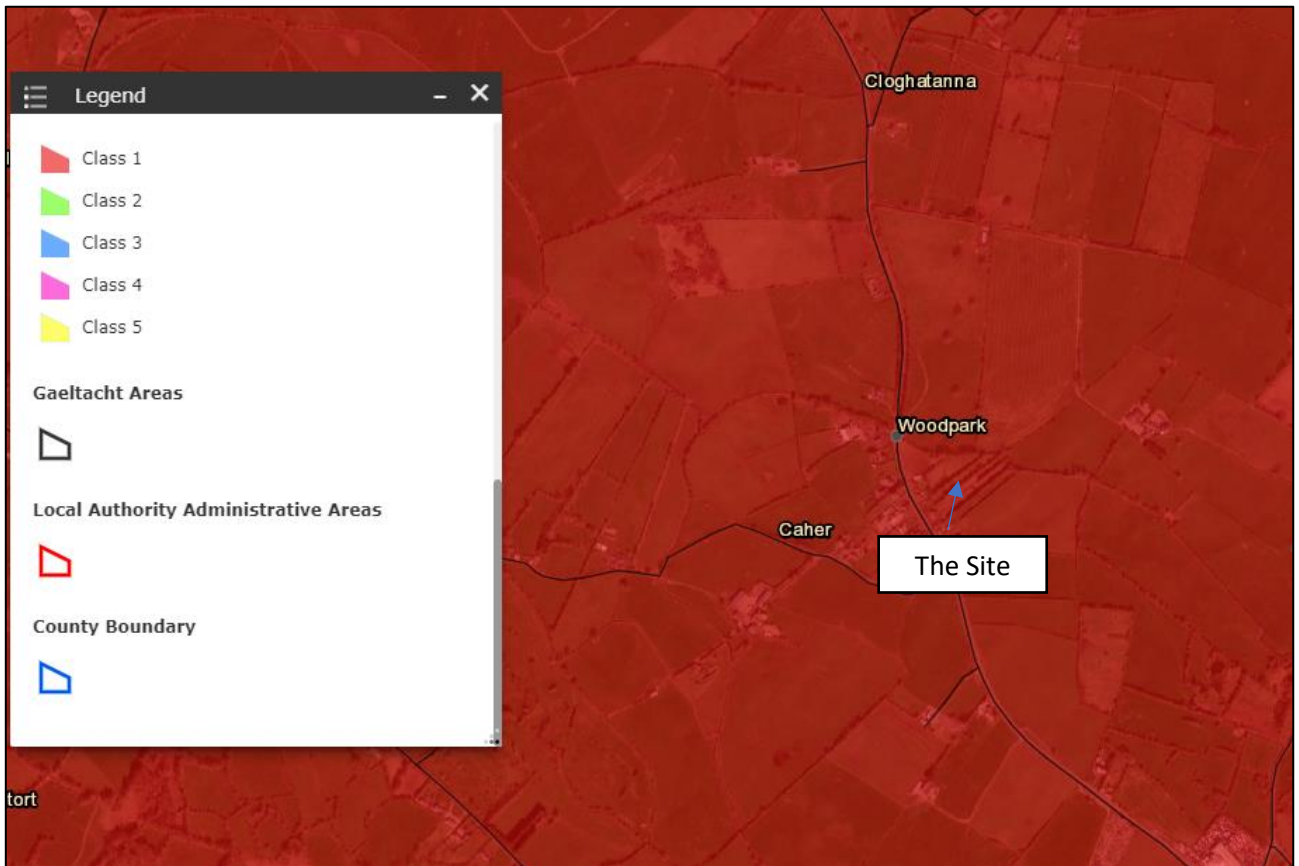 Legend
Class 1
Class 2
Class 3
Class 4
Class 5
Gaeltacht Areas
Local Authority Administrative Areas
County Boundary
Cloghatanna
Woodpark
Caher
The Site
tort